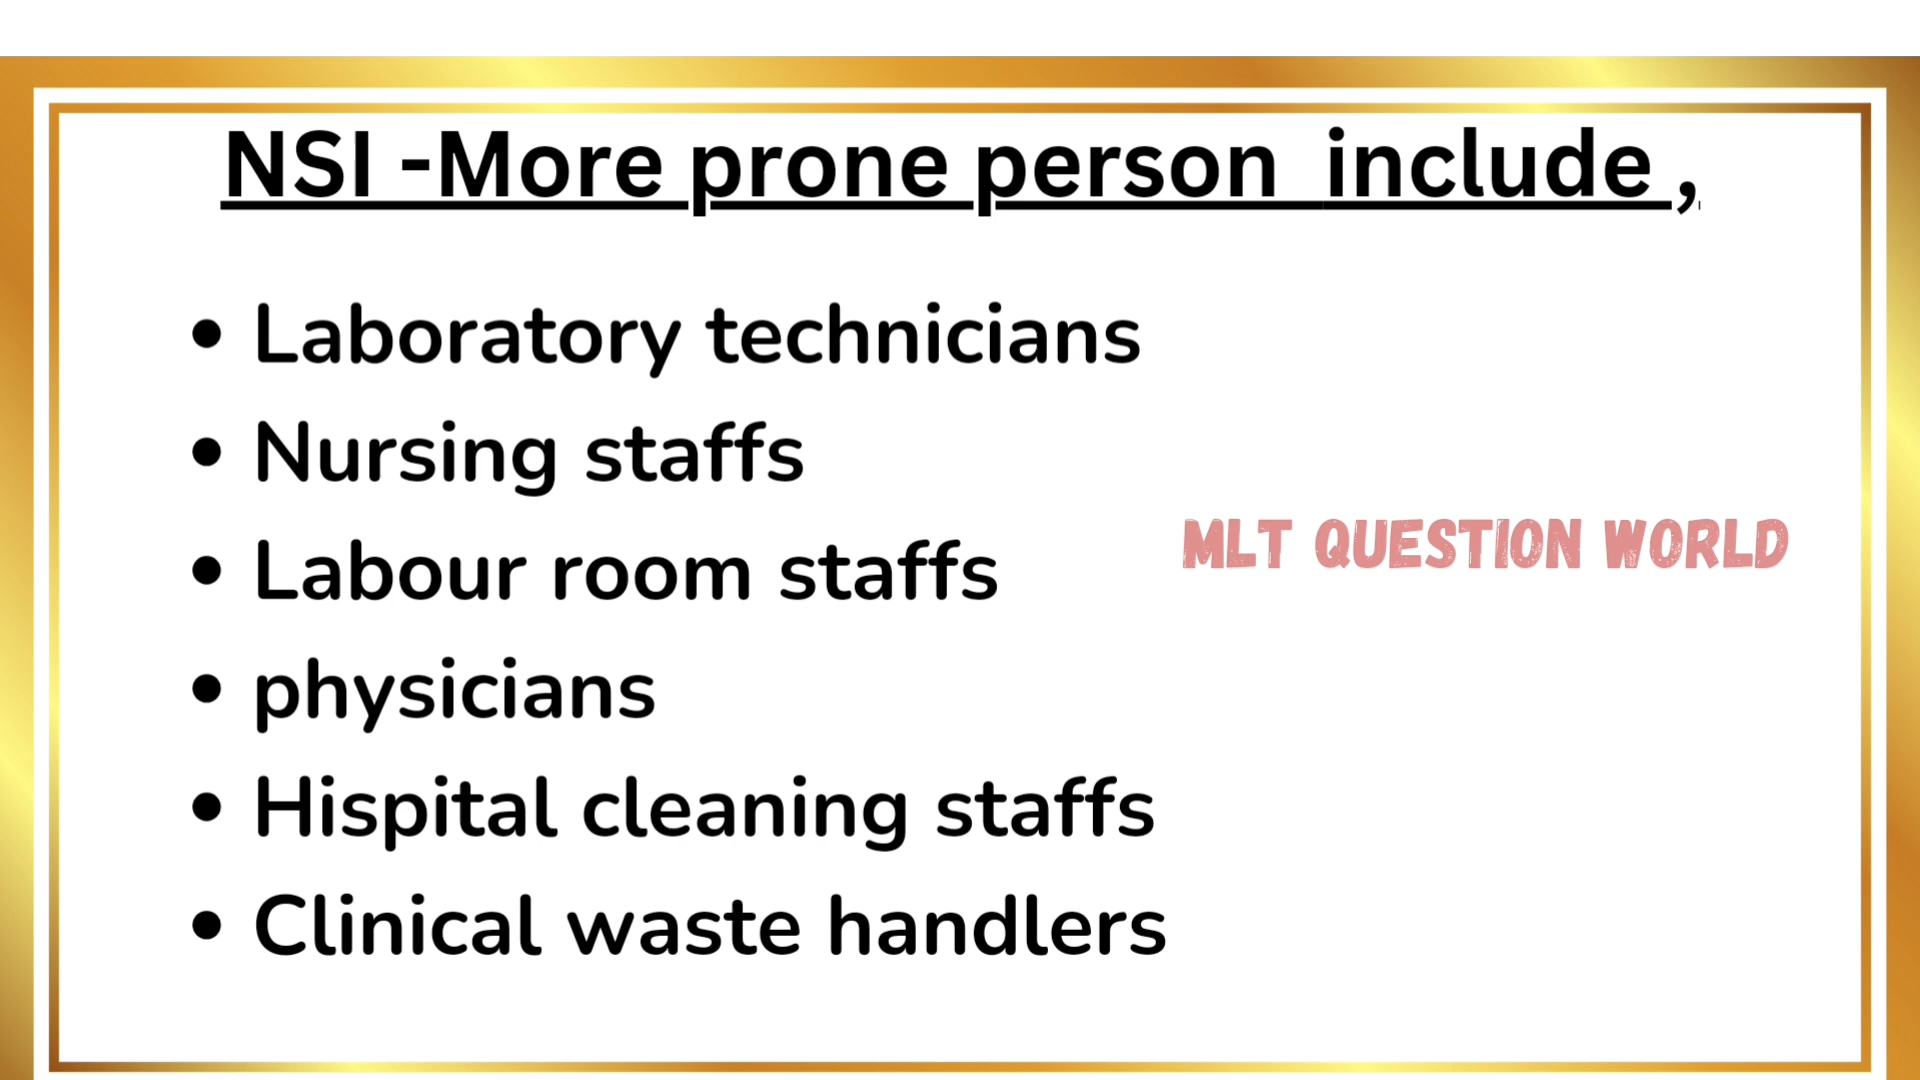 NSI -More prone person  include ,
• Laboratory technicians
• Nursing staffs
• Labour room staffs
MLT QUESTION WORLD
• physicians
• Hispital cleaning staffs
• Clinical waste handlers